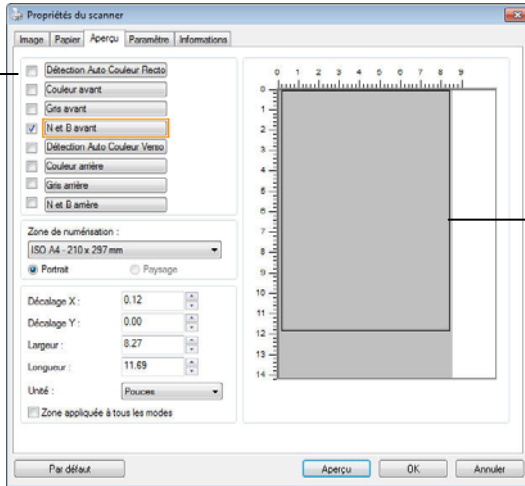 Propriétés du scanner
Image Papier Aperçu Paramètre Informations
Détection Auto Couleur Recto
Couleur avant
Gris avant
N et B avant
Détection Auto Couleur Verso
Couleur arrière
Gris arrière
N et B arrière
Zone de numérisation :
ISO A4 - 210 x 297 mm
Portrait Paysage
Décalage X : 0.12
Décalage Y : 0.00
Largeur : 8.27
Longueur : 11.69
Unité : Pouces
Zone appliquée à tous les modes
0 1 2 3 4 5 6 7 8 9
0
1
2
3
4
5
6
7
8
9
10
11
12
13
14
Par défaut Aperçu OK Annuler